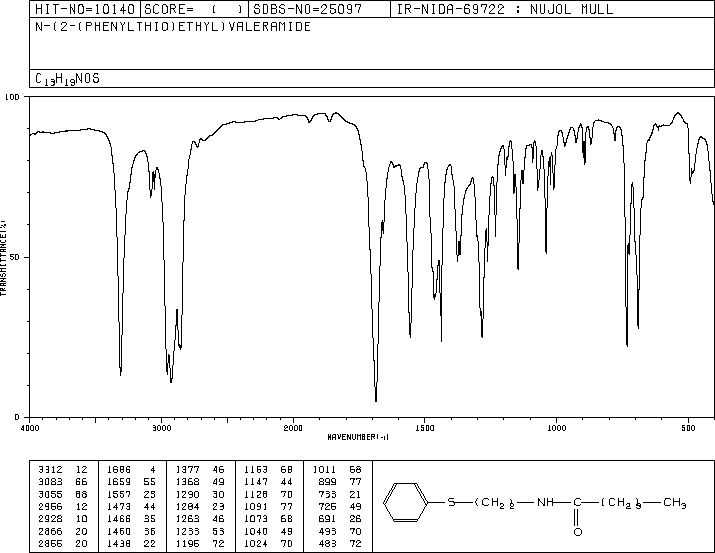 HIT-NO=10140 SCORE= ( ) SDBS-NO=25097 IR-NIDA-69722 : NUJOL MULL
N-(2-(PHENYLTHIO)ETHYL)VALERAMIDE
C13H19NOS
100
50
0
TRANSMITTANCE(%)
4000 3000 2000 1500 1000 500
WAVENUMBER(-1)
3312 12 1686 4 1377 46 1153 68 1011 68
3083 66 1659 55 1368 49 1147 44 899 77
3055 68 1557 23 1290 30 1128 70 733 21
2956 12 1473 44 1284 23 1091 77 725 49
2928 10 1466 35 1263 46 1073 68 691 26
2866 20 1450 36 1233 53 1040 49 493 70
2855 20 1438 22 1195 72 1024 70 483 72
S—(CH2)2—NH—C—(CH2)3—CH3
O